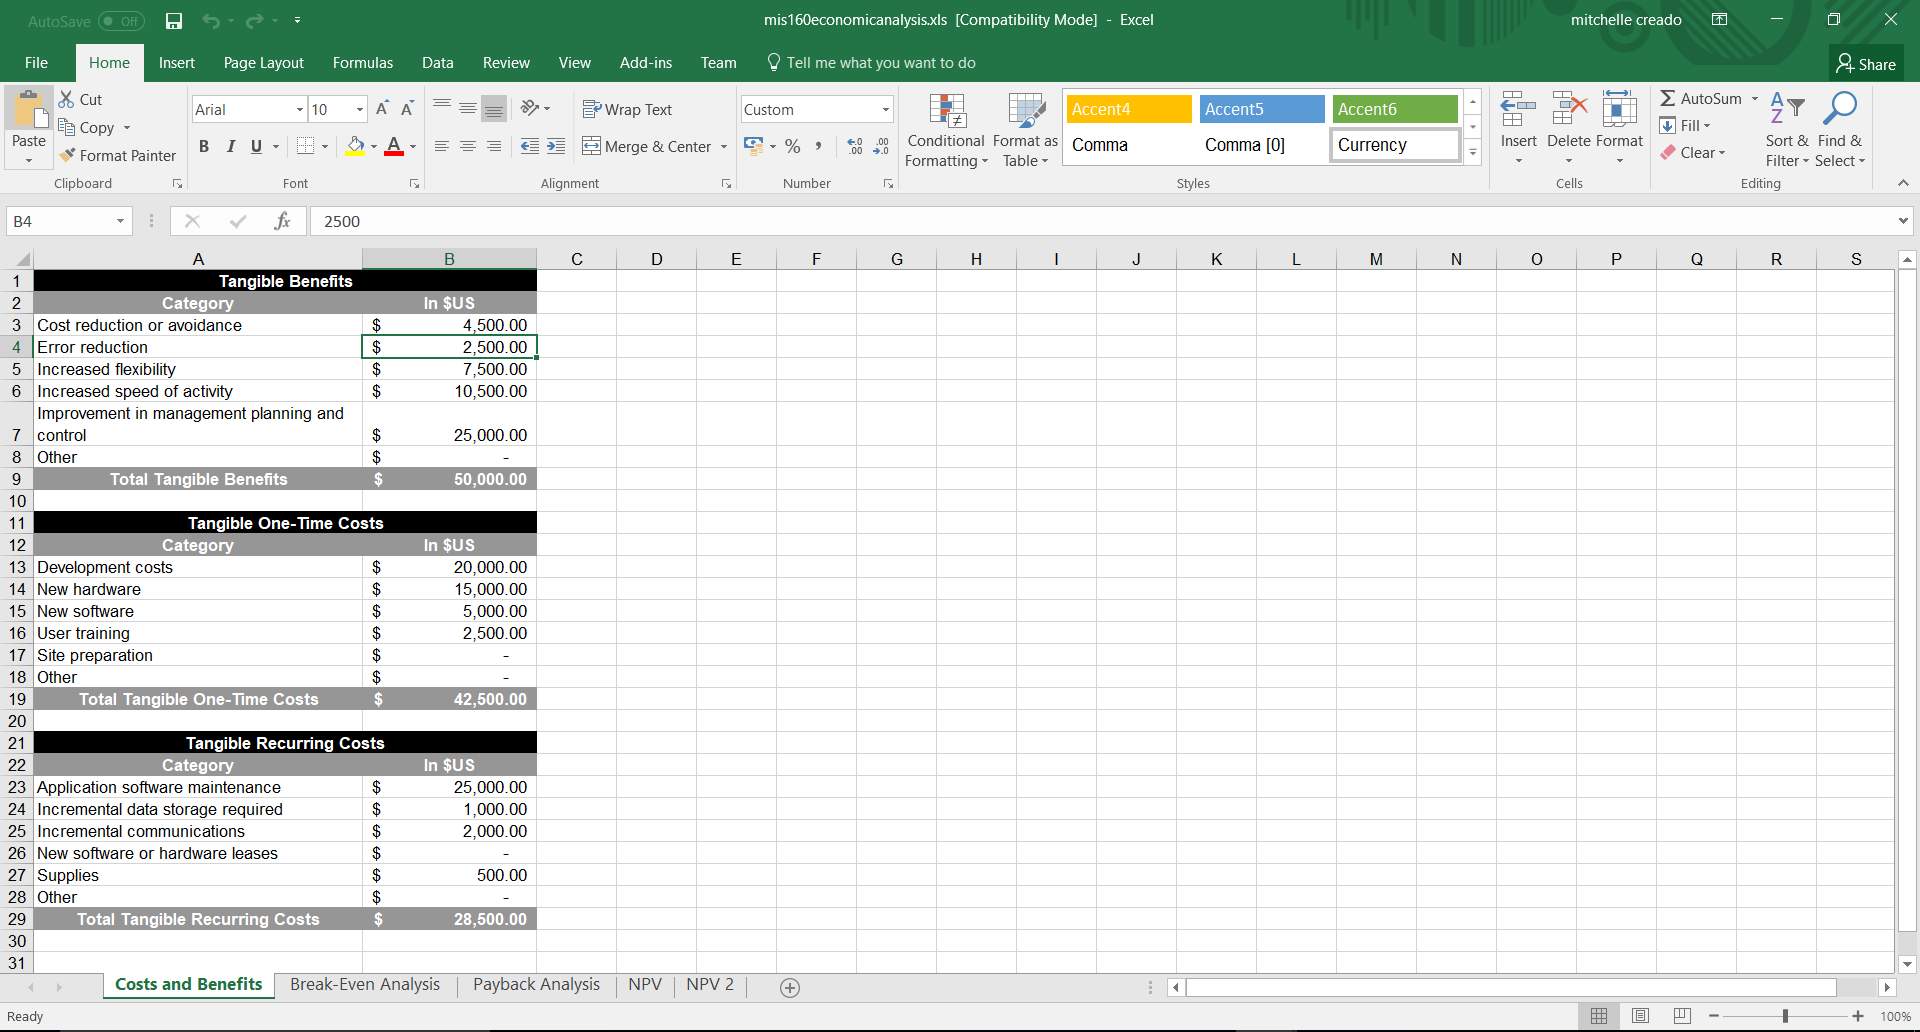 AutoSave Off
mis160economicanalysis.xls [Compatibility Mode] - Excel
mitchelle creado
File Home Insert Page Layout Formulas Data Review View Add-ins Team Tell me what you want to do Share
Paste
Cut
Copy
Format Painter
Clipboard
Arial 10
B I U A
Font
Wrap Text
Merge & Center
Alignment
Custom
% ,
Number
Conditional Formatting
Format as Table
Accent4 Accent5 Accent6
Comma Comma [0] Currency
Styles
Insert Delete Format
Cells
AutoSum
Fill
Clear
Sort & Filter
Find & Select
Editing
B4 fx 2500
A B C D E F G H I J K L M N O P Q R S
1 Tangible Benefits
2 Category In $US
3 Cost reduction or avoidance $ 4,500.00
4 Error reduction $ 2,500.00
5 Increased flexibility $ 7,500.00
6 Increased speed of activity $ 10,500.00
Improvement in management planning and
7 control $ 25,000.00
8 Other $ -
9 Total Tangible Benefits $ 50,000.00
10
11 Tangible One-Time Costs
12 Category In $US
13 Development costs $ 20,000.00
14 New hardware $ 15,000.00
15 New software $ 5,000.00
16 User training $ 2,500.00
17 Site preparation $ -
18 Other $ -
19 Total Tangible One-Time Costs $ 42,500.00
20
21 Tangible Recurring Costs
22 Category In $US
23 Application software maintenance $ 25,000.00
24 Incremental data storage required $ 1,000.00
25 Incremental communications $ 2,000.00
26 New software or hardware leases $ -
27 Supplies $ 500.00
28 Other $ -
29 Total Tangible Recurring Costs $ 28,500.00
30
31
Costs and Benefits Break-Even Analysis Payback Analysis NPV NPV 2
Ready 100%